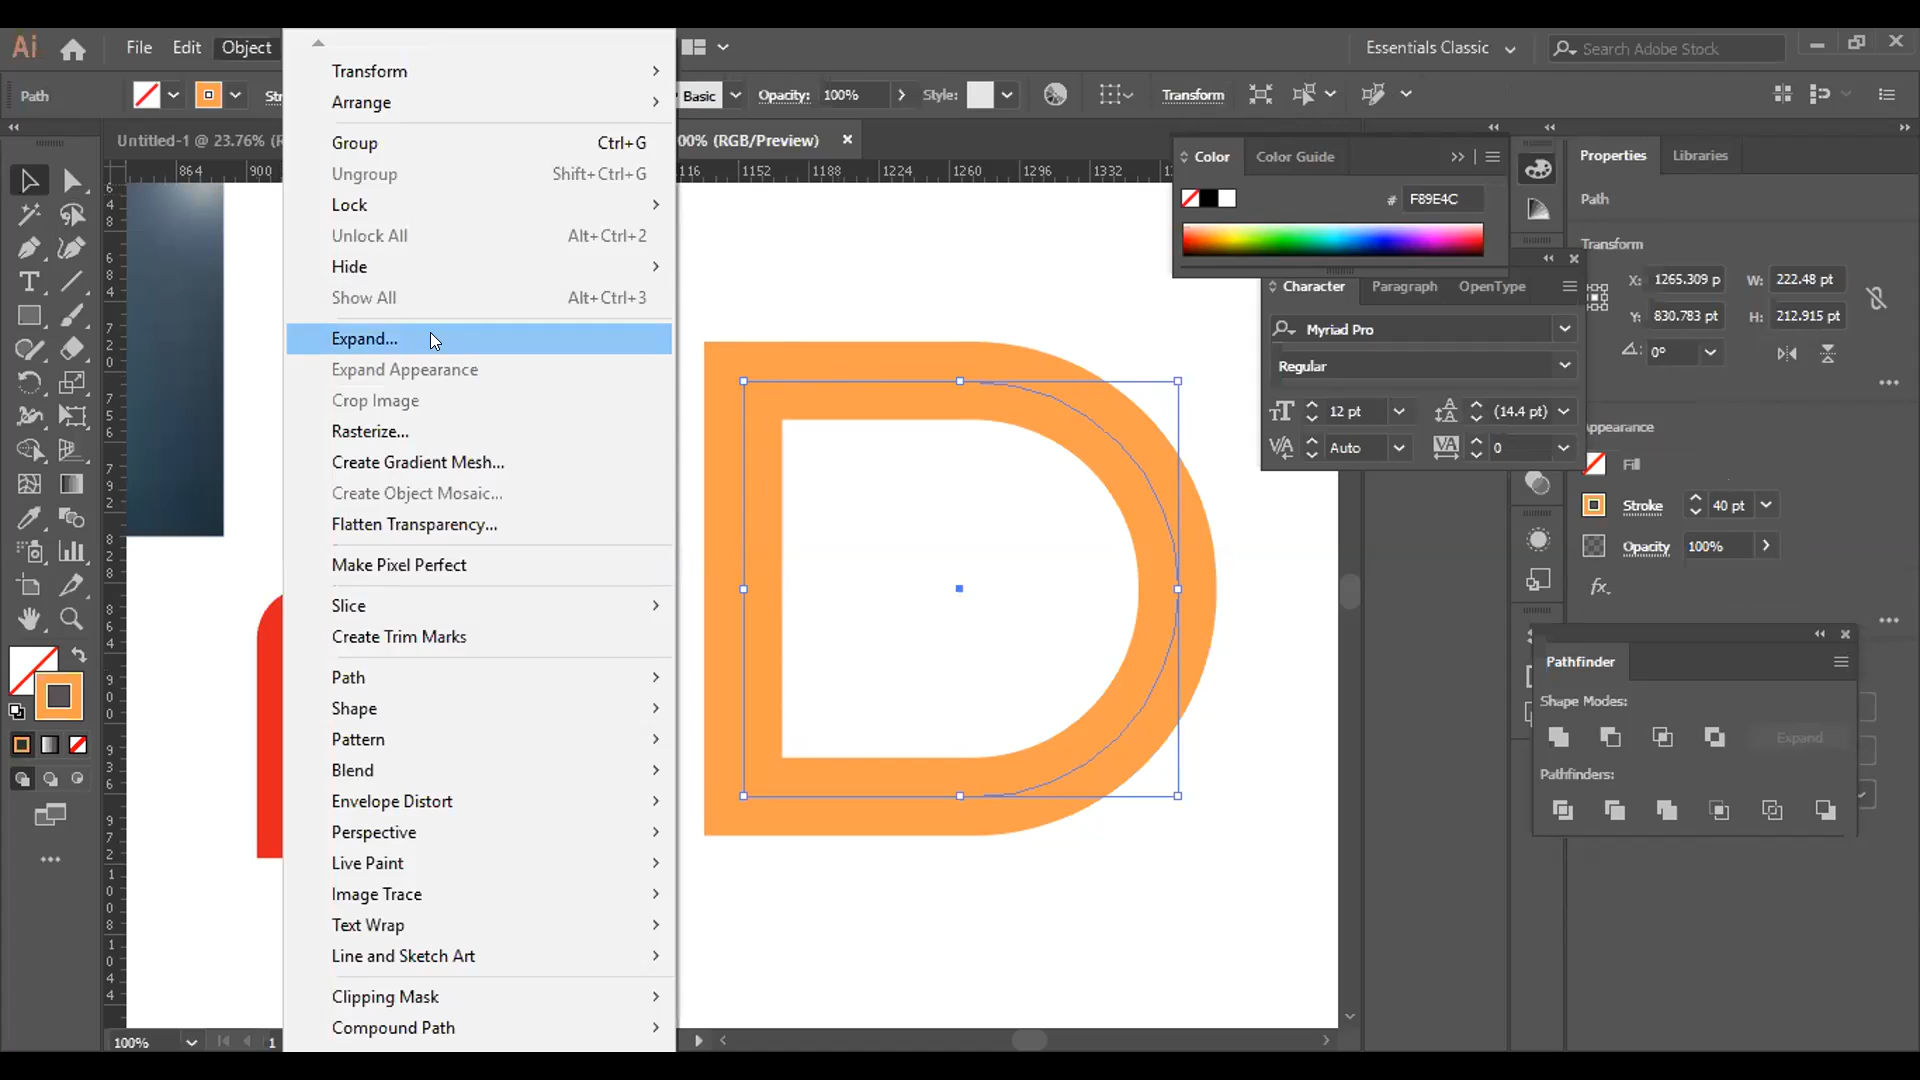 Ai File Edit Object Essentials Classic Search Adobe Stock
Path Basic Opacity: 100% Style: Transform
Untitled-1 @ 23.76% 00% (RGB/Preview)
864 900 1152 1188 1224 1260 1296 1332
Transform
Arrange
Group Ctrl+G
Ungroup Shift+Ctrl+G
Lock
Unlock All Alt+Ctrl+2
Hide
Show All Alt+Ctrl+3
Expand...
Expand Appearance
Crop Image
Rasterize...
Create Gradient Mesh...
Create Object Mosaic...
Flatten Transparency...
Make Pixel Perfect
Slice
Create Trim Marks
Path
Shape
Pattern
Blend
Envelope Distort
Perspective
Live Paint
Image Trace
Text Wrap
Line and Sketch Art
Clipping Mask
Compound Path
Color Color Guide
# F89E4C
Character Paragraph OpenType
Myriad Pro
Regular
12 pt (14.4 pt)
Auto 0
Properties Libraries
Path
Transform
X: 1265.309 p W: 222.48 pt
Y: 830.783 pt H: 212.915 pt
0°
Appearance
Fill
Stroke 40 pt
Opacity 100%
fx.
Pathfinder
Shape Modes:
Expand
Pathfinders:
100% 1